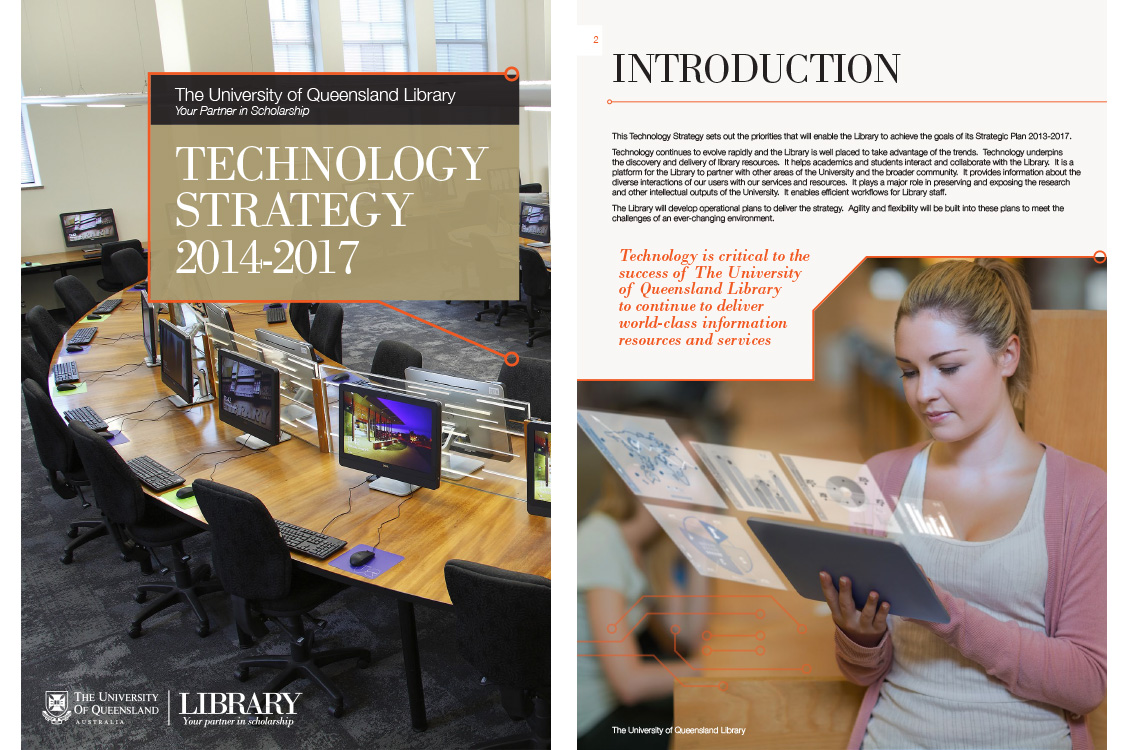 The University of Queensland Library
Your Partner in Scholarship
TECHNOLOGY
STRATEGY
2014-2017
THE UNIVERSITY
OF QUEENSLAND
AUSTRALIA
LIBRARY
Your partner in scholarship
2
INTRODUCTION
This Technology Strategy sets out the priorities that will enable the Library to achieve the goals of its Strategic Plan 2013-2017.
Technology continues to evolve rapidly and the Library is well placed to take advantage of the trends. Technology underpins
the discovery and delivery of library resources. It helps academics and students interact and collaborate with the Library. It is a
platform for the Library to partner with other areas of the University and the broader community. It provides information about the
diverse interactions of our users with our services and resources. It plays a major role in preserving and exposing the research
and other intellectual outputs of the University. It enables efficient workflows for Library staff.
The Library will develop operational plans to deliver the strategy. Agility and flexibility will be built into these plans to meet the
challenges of an ever-changing environment.
Technology is critical to the
success of The University
of Queensland Library
to continue to deliver
world-class information
resources and services
The University of Queensland Library